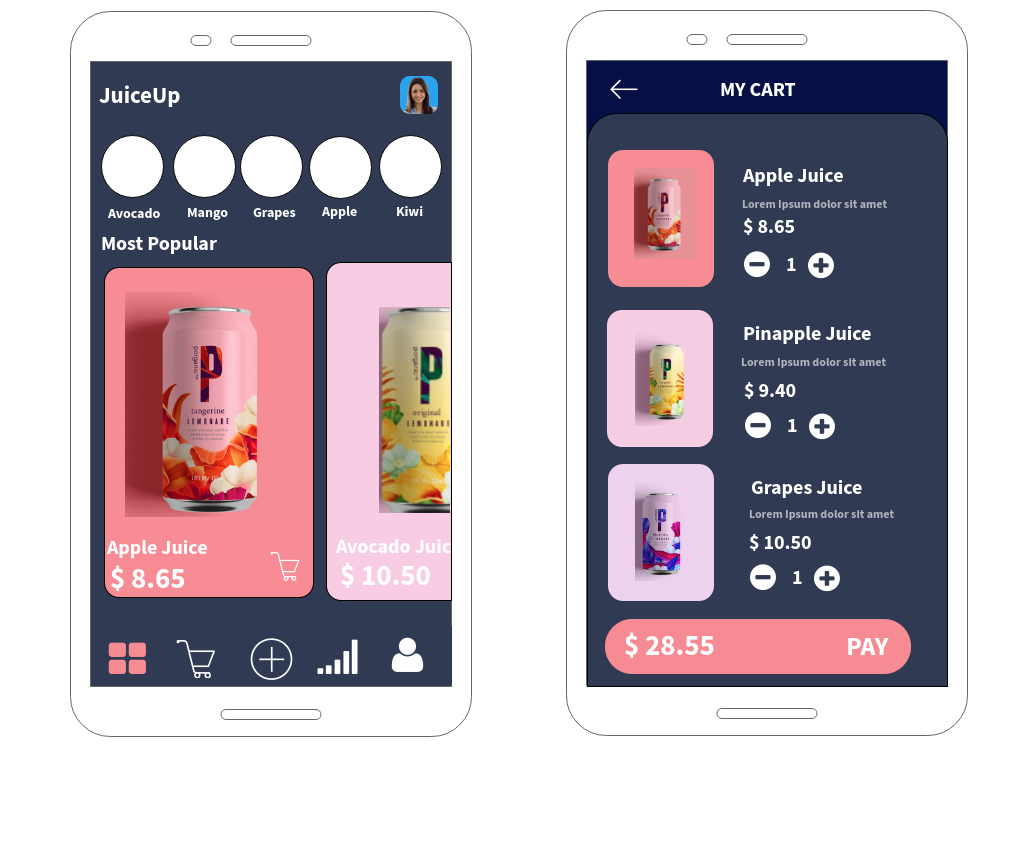 JuiceUp
Avocado
Mango
Grapes
Apple
Kiwi
Most Popular
P
porganic
tangerine
LEMONADE
Apple Juice
$ 8.65
original
LEMONADE
Avocado Juic
$ 10.50
MY CART
Apple Juice
Lorem Ipsum dolor sit amet
$ 8.65
1
Pinapple Juice
Lorem Ipsum dolor sit amet
$ 9.40
1
Grapes Juice
Lorem Ipsum dolor sit amet
$ 10.50
1
$ 28.55
PAY